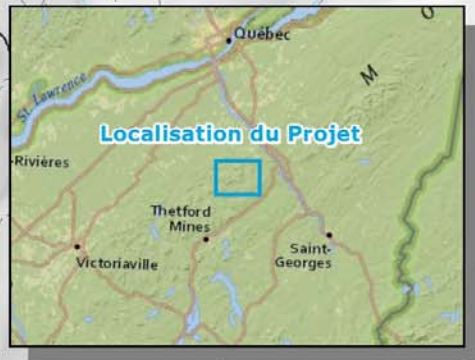 Québec
O
M
St. Lawrence
Localisation du Projet
-Rivières
Thetford
Mines
Saint-
Georges
Victoriaville